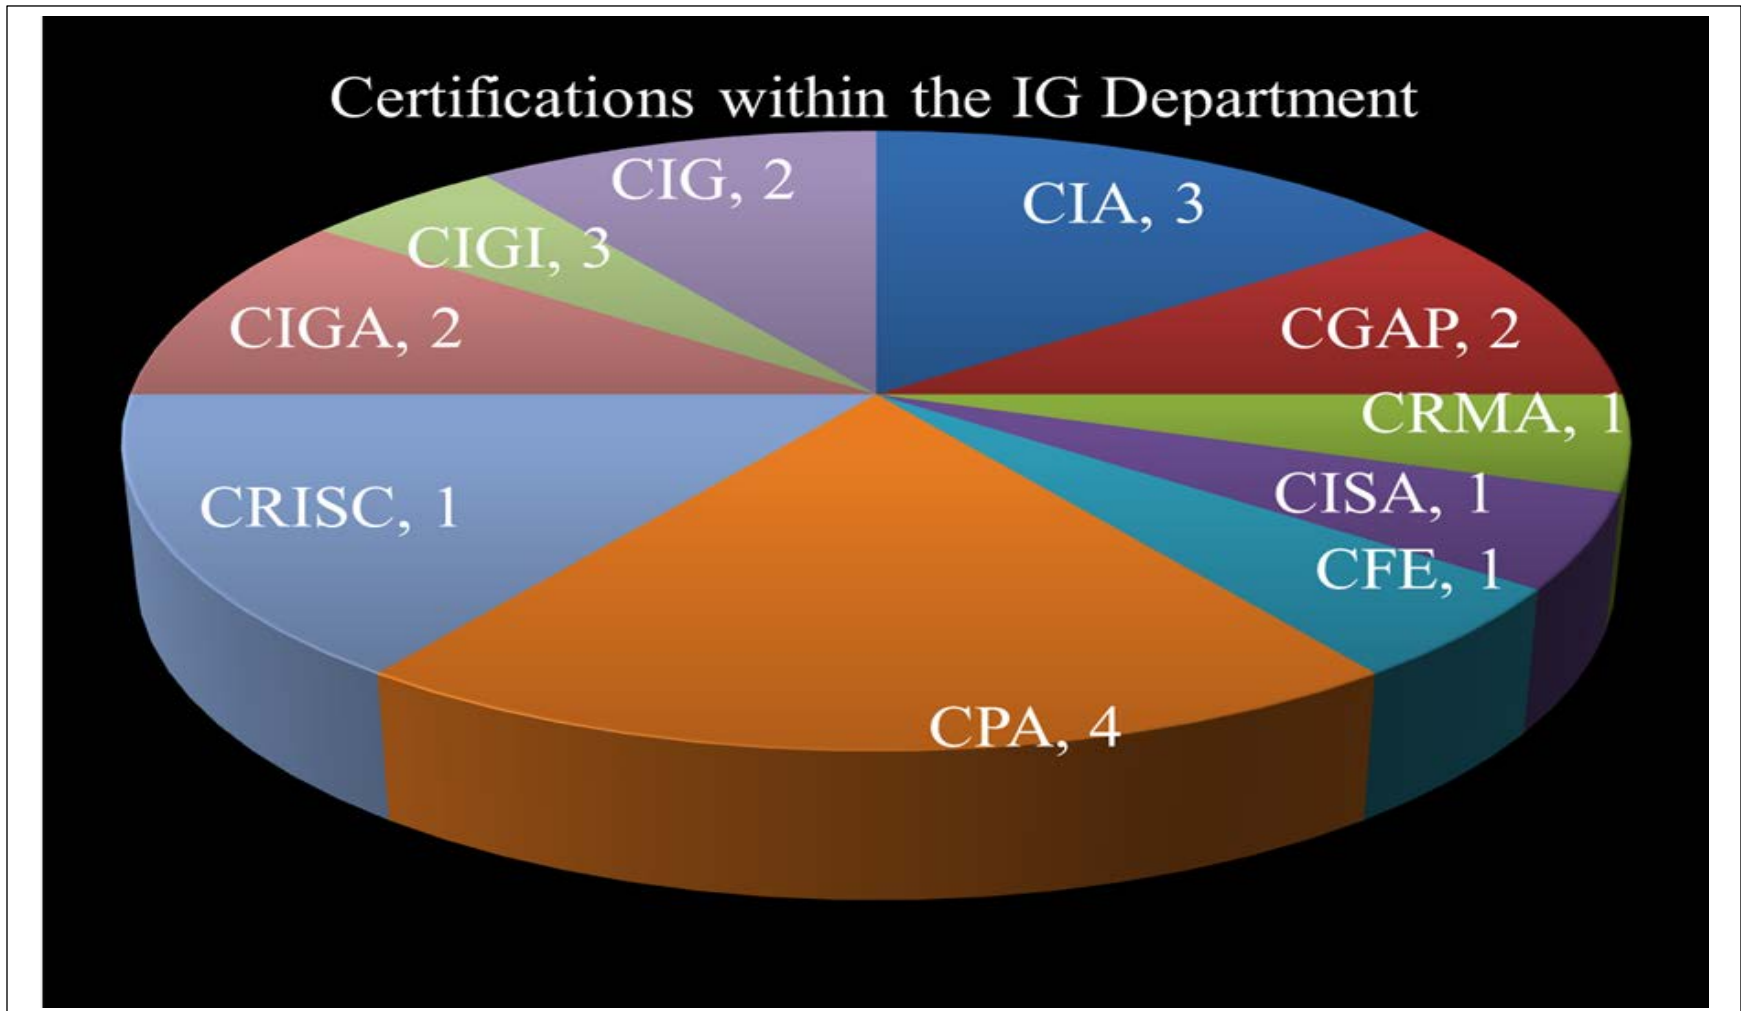 Certifications within the IG Department
CIG, 2
CIA, 3
CIGI, 3
CIGA, 2
CGAP, 2
CRMA, 1
CISA, 1
CRISC, 1
CFE, 1
CPA, 4